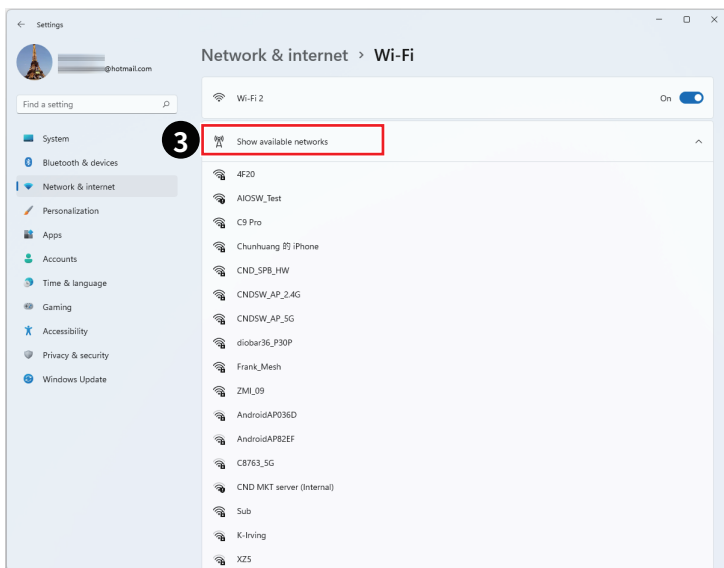 Settings
@hotmail.com
Find a setting
System
Bluetooth & devices
Network & internet
Personalization
Apps
Accounts
Time & language
Gaming
Accessibility
Privacy & security
Windows Update
Network & internet > Wi-Fi
Wi-Fi 2
On
3
Show available networks
4F20
AIOSW_Test
C9 Pro
Chunhuang 的 iPhone
CND_SPB_HW
CNDSW_AP_2.4G
CNDSW_AP_5G
diobar36_P30P
Frank_Mesh
ZMI_09
AndroidAP036D
AndroidAP82EF
C8763_5G
CND MKT server (Internal)
Sub
K-Irving
XZ5